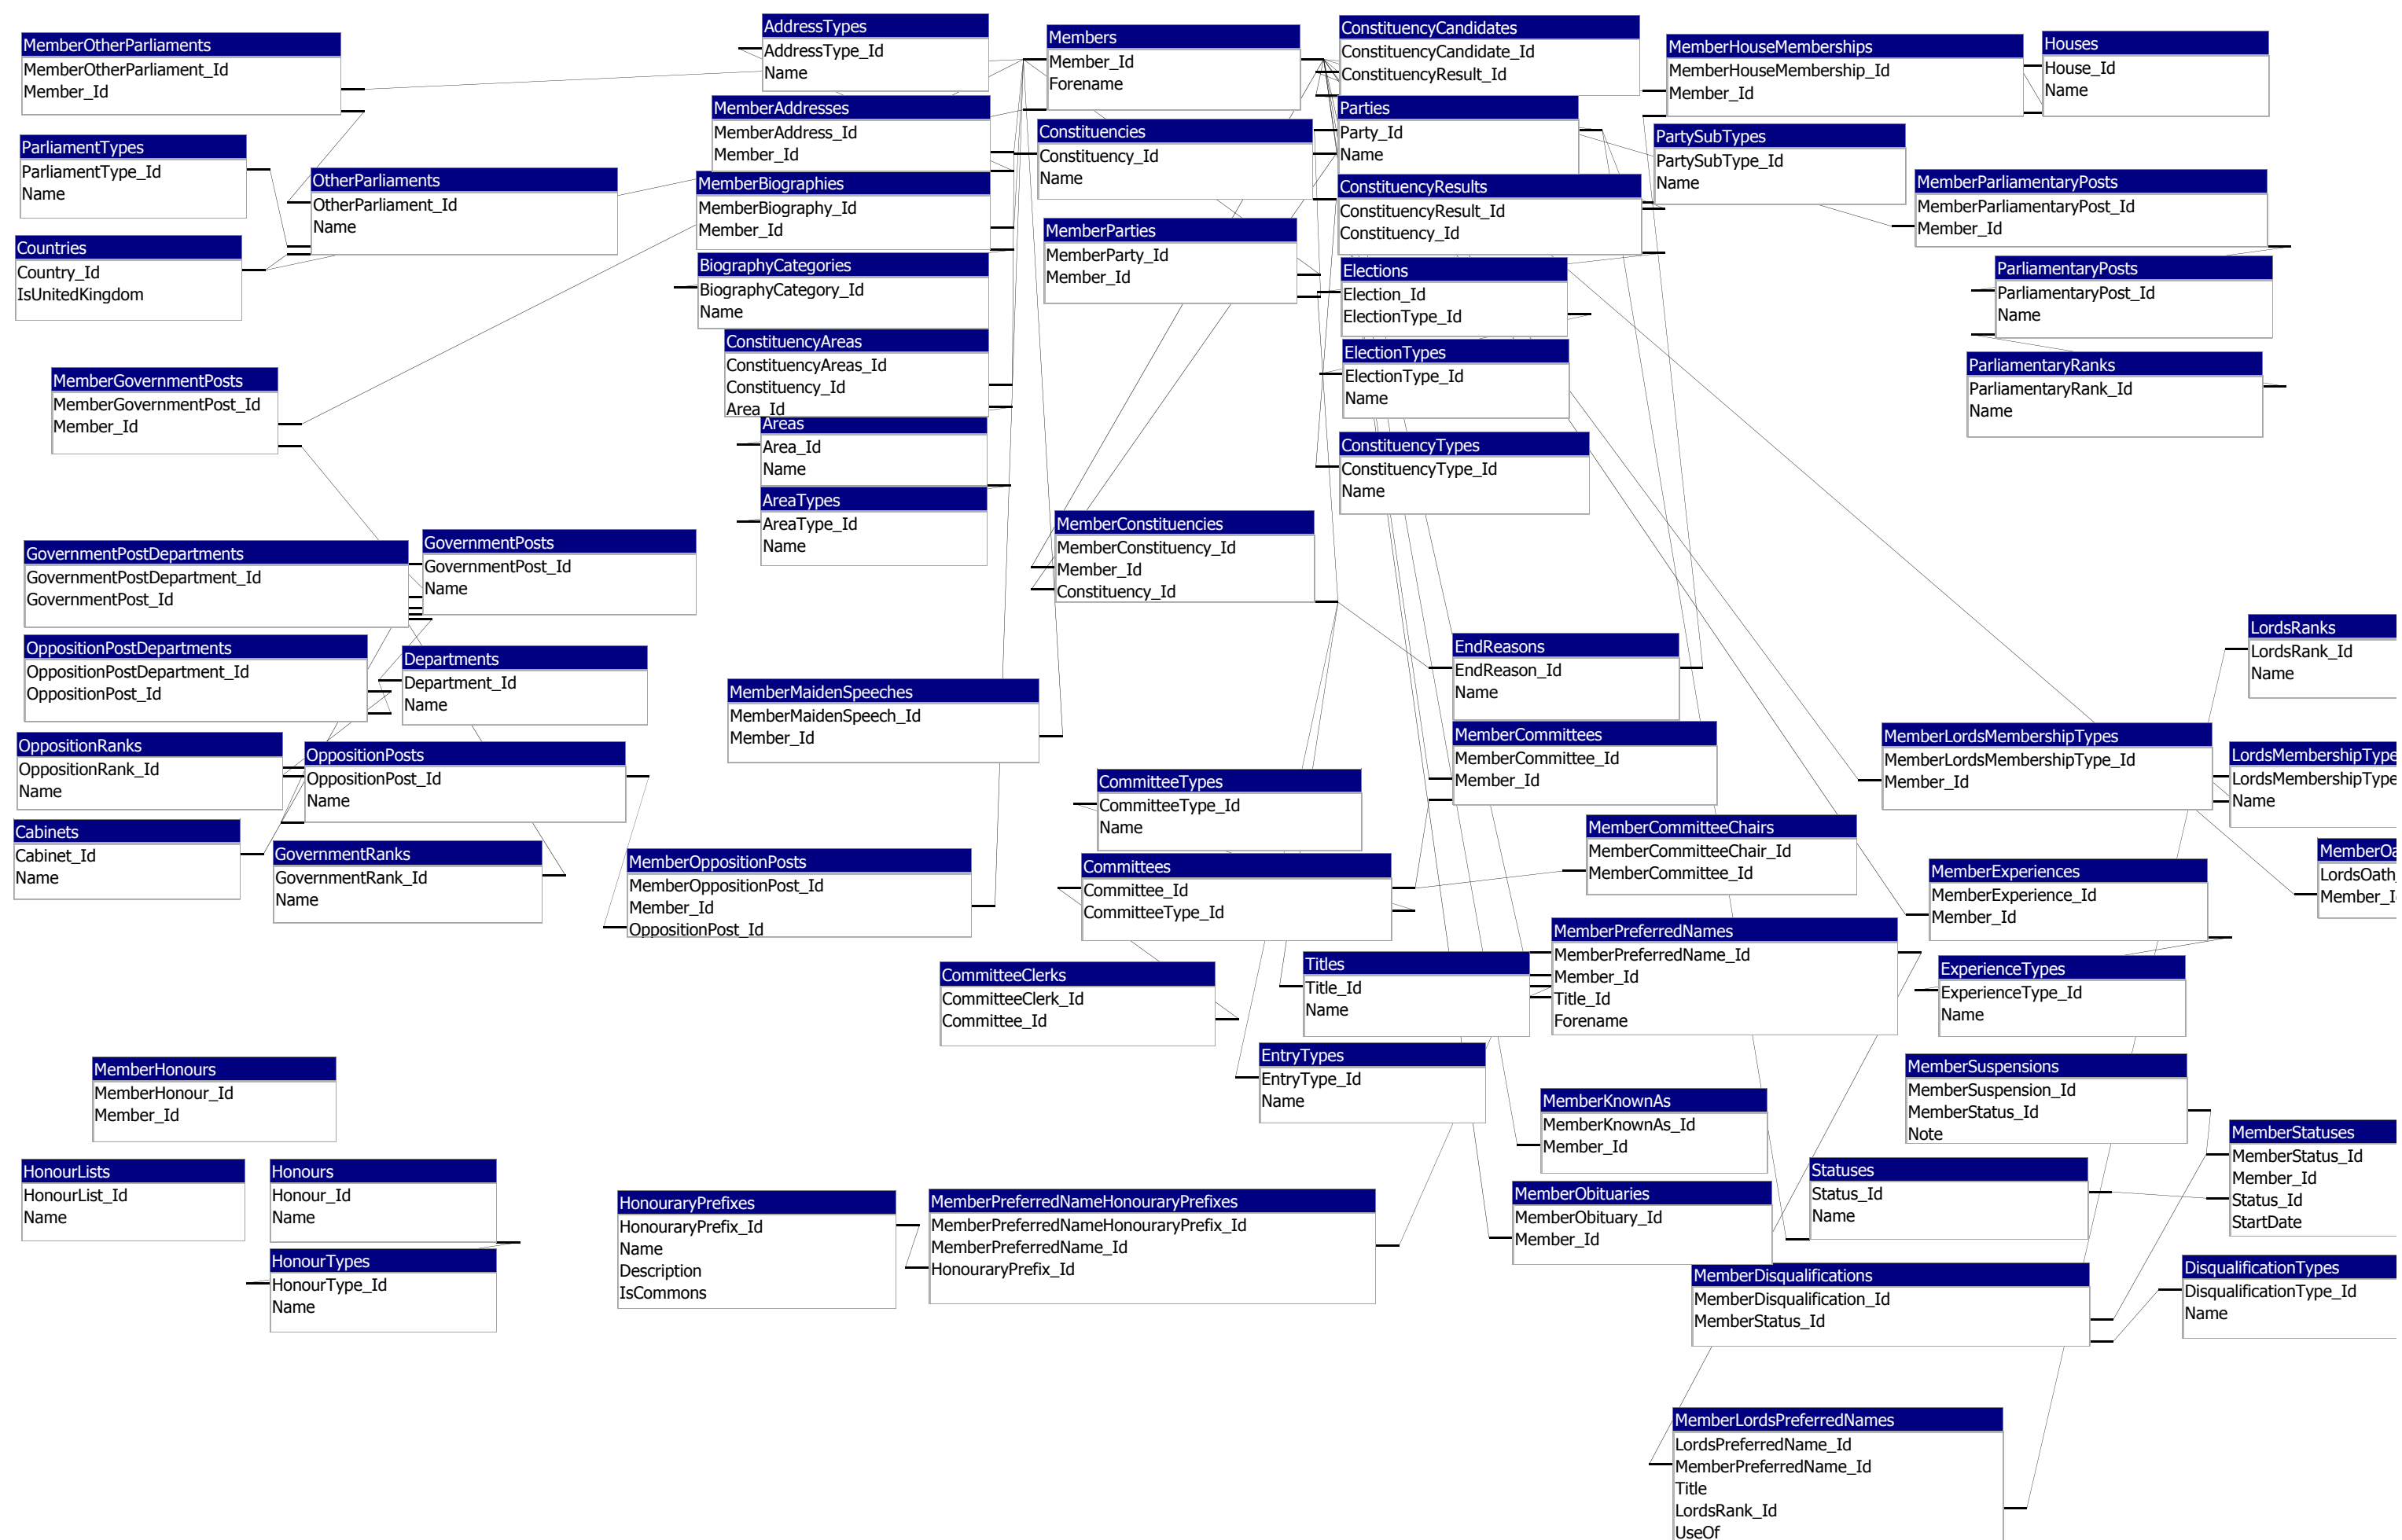 MemberOtherParliaments
MemberOtherParliament_Id
Member_Id
AddressTypes
AddressType_Id
Name
Members
Member_Id
Forename
ConstituencyCandidates
ConstituencyCandidate_Id
ConstituencyResult_Id
MemberHouseMemberships
MemberHouseMembership_Id
Member_Id
Houses
House_Id
Name
ParliamentTypes
ParliamentType_Id
Name
OtherParliaments
OtherParliament_Id
Name
Countries
Country_Id
IsUnitedKingdom
MemberAddresses
MemberAddress_Id
Member_Id
MemberBiographies
MemberBiography_Id
Member_Id
BiographyCategories
BiographyCategory_Id
Name
ConstituencyAreas
ConstituencyAreas_Id
Constituency_Id
Area_Id
Areas
Area_Id
Name
AreaTypes
AreaType_Id
Name
Constituencies
Constituency_Id
Name
MemberParties
MemberParty_Id
Member_Id
Parties
Party_Id
Name
ConstituencyResults
ConstituencyResult_Id
Constituency_Id
Elections
Election_Id
ElectionType_Id
ElectionTypes
ElectionType_Id
Name
ConstituencyTypes
ConstituencyType_Id
Name
PartySubTypes
PartySubType_Id
Name
MemberParliamentaryPosts
MemberParliamentaryPost_Id
Member_Id
ParliamentaryPosts
ParliamentaryPost_Id
Name
ParliamentaryRanks
ParliamentaryRank_Id
Name
MemberGovernmentPosts
MemberGovernmentPost_Id
Member_Id
GovernmentPostDepartments
GovernmentPostDepartment_Id
GovernmentPost_Id
GovernmentPosts
GovernmentPost_Id
Name
OppositionPostDepartments
OppositionPostDepartment_Id
OppositionPost_Id
Departments
Department_Id
Name
OppositionRanks
OppositionRank_Id
Name
OppositionPosts
OppositionPost_Id
Name
Cabinets
Cabinet_Id
Name
GovernmentRanks
GovernmentRank_Id
Name
MemberConstituencies
MemberConstituency_Id
Member_Id
Constituency_Id
MemberMaidenSpeeches
MemberMaidenSpeech_Id
Member_Id
MemberOppositionPosts
MemberOppositionPost_Id
Member_Id
OppositionPost_Id
EndReasons
EndReason_Id
Name
MemberCommittees
MemberCommittee_Id
Member_Id
CommitteeTypes
CommitteeType_Id
Name
Committees
Committee_Id
CommitteeType_Id
MemberCommitteeChairs
MemberCommitteeChair_Id
MemberCommittee_Id
LordsRanks
LordsRank_Id
Name
MemberLordsMembershipTypes
MemberLordsMembershipType_Id
Member_Id
LordsMembershipType
LordsMembershipType
Name
MemberOa
LordsOath_
Member_I
MemberExperiences
MemberExperience_Id
Member_Id
ExperienceTypes
ExperienceType_Id
Name
CommitteeClerks
CommitteeClerk_Id
Committee_Id
Titles
Title_Id
Name
MemberPreferredNames
MemberPreferredName_Id
Member_Id
Title_Id
Forename
EntryTypes
EntryType_Id
Name
MemberKnownAs
MemberKnownAs_Id
Member_Id
MemberSuspensions
MemberSuspension_Id
MemberStatus_Id
Note
MemberStatuses
MemberStatus_Id
Member_Id
Status_Id
StartDate
Statuses
Status_Id
Name
MemberHonours
MemberHonour_Id
Member_Id
HonourLists
HonourList_Id
Name
Honours
Honour_Id
Name
HonourTypes
HonourType_Id
Name
HonouraryPrefixes
HonouraryPrefix_Id
Name
Description
IsCommons
MemberPreferredNameHonouraryPrefixes
MemberPreferredNameHonouraryPrefix_Id
MemberPreferredName_Id
HonouraryPrefix_Id
MemberObituaries
MemberObituary_Id
Member_Id
MemberDisqualifications
MemberDisqualification_Id
MemberStatus_Id
DisqualificationTypes
DisqualificationType_Id
Name
MemberLordsPreferredNames
LordsPreferredName_Id
MemberPreferredName_Id
Title
LordsRank_Id
UseOf